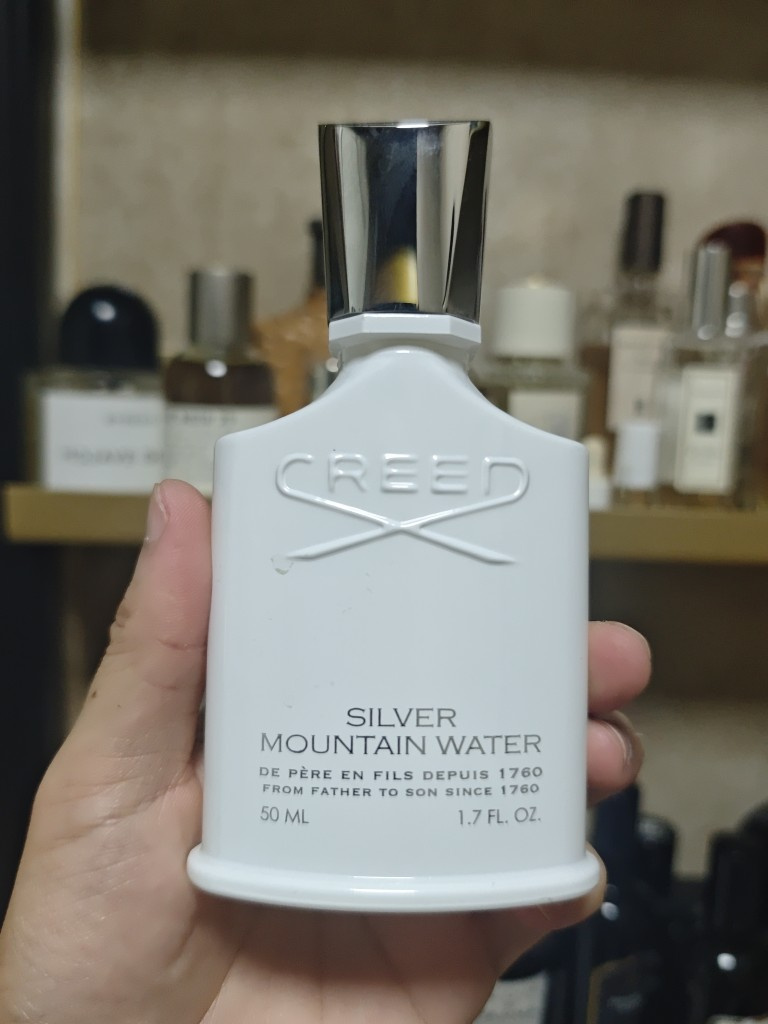 CREED
SILVER
MOUNTAIN WATER
DE PÈRE EN FILS DEPUIS 1760
FROM FATHER TO SON SINCE 1760
50 ML 1.7 FL. OZ.